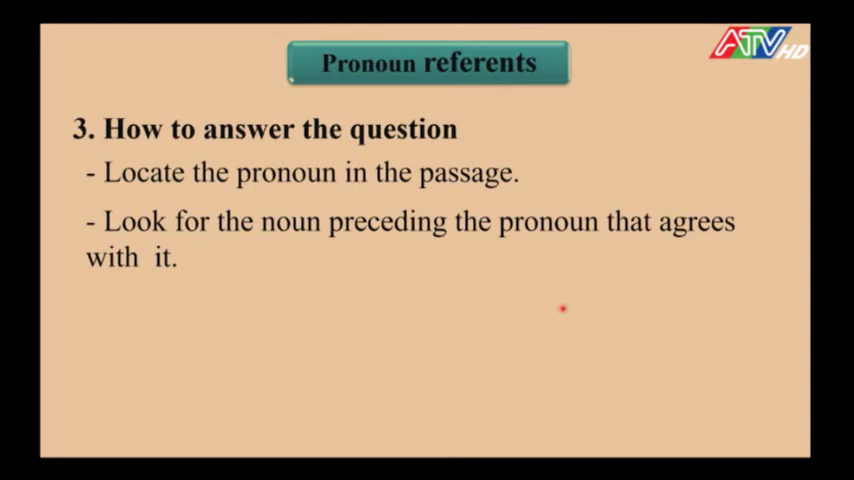 Pronoun referents
ATV HD
3. How to answer the question
- Locate the pronoun in the passage.
- Look for the noun preceding the pronoun that agrees
with it.